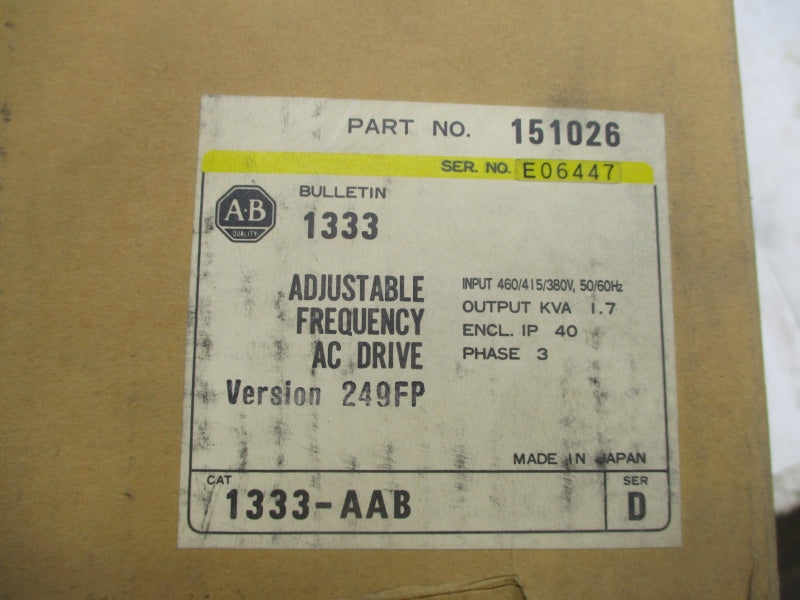 PART NO. 151026
SER. NO. E06447
A·B
QUALITY
BULLETIN
1333
ADJUSTABLE
FREQUENCY
AC DRIVE
Version 249FP
INPUT 460/415/380V, 50/60Hz
OUTPUT KVA 1.7
ENCL. IP 40
PHASE 3
MADE IN JAPAN
CAT
1333-AAB
SER
D